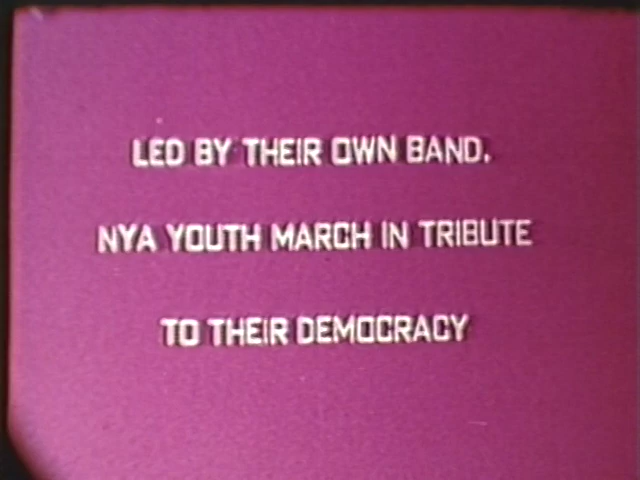 LED BY THEIR OWN BAND,
NYA YOUTH MARCH IN TRIBUTE
TO THEIR DEMOCRACY